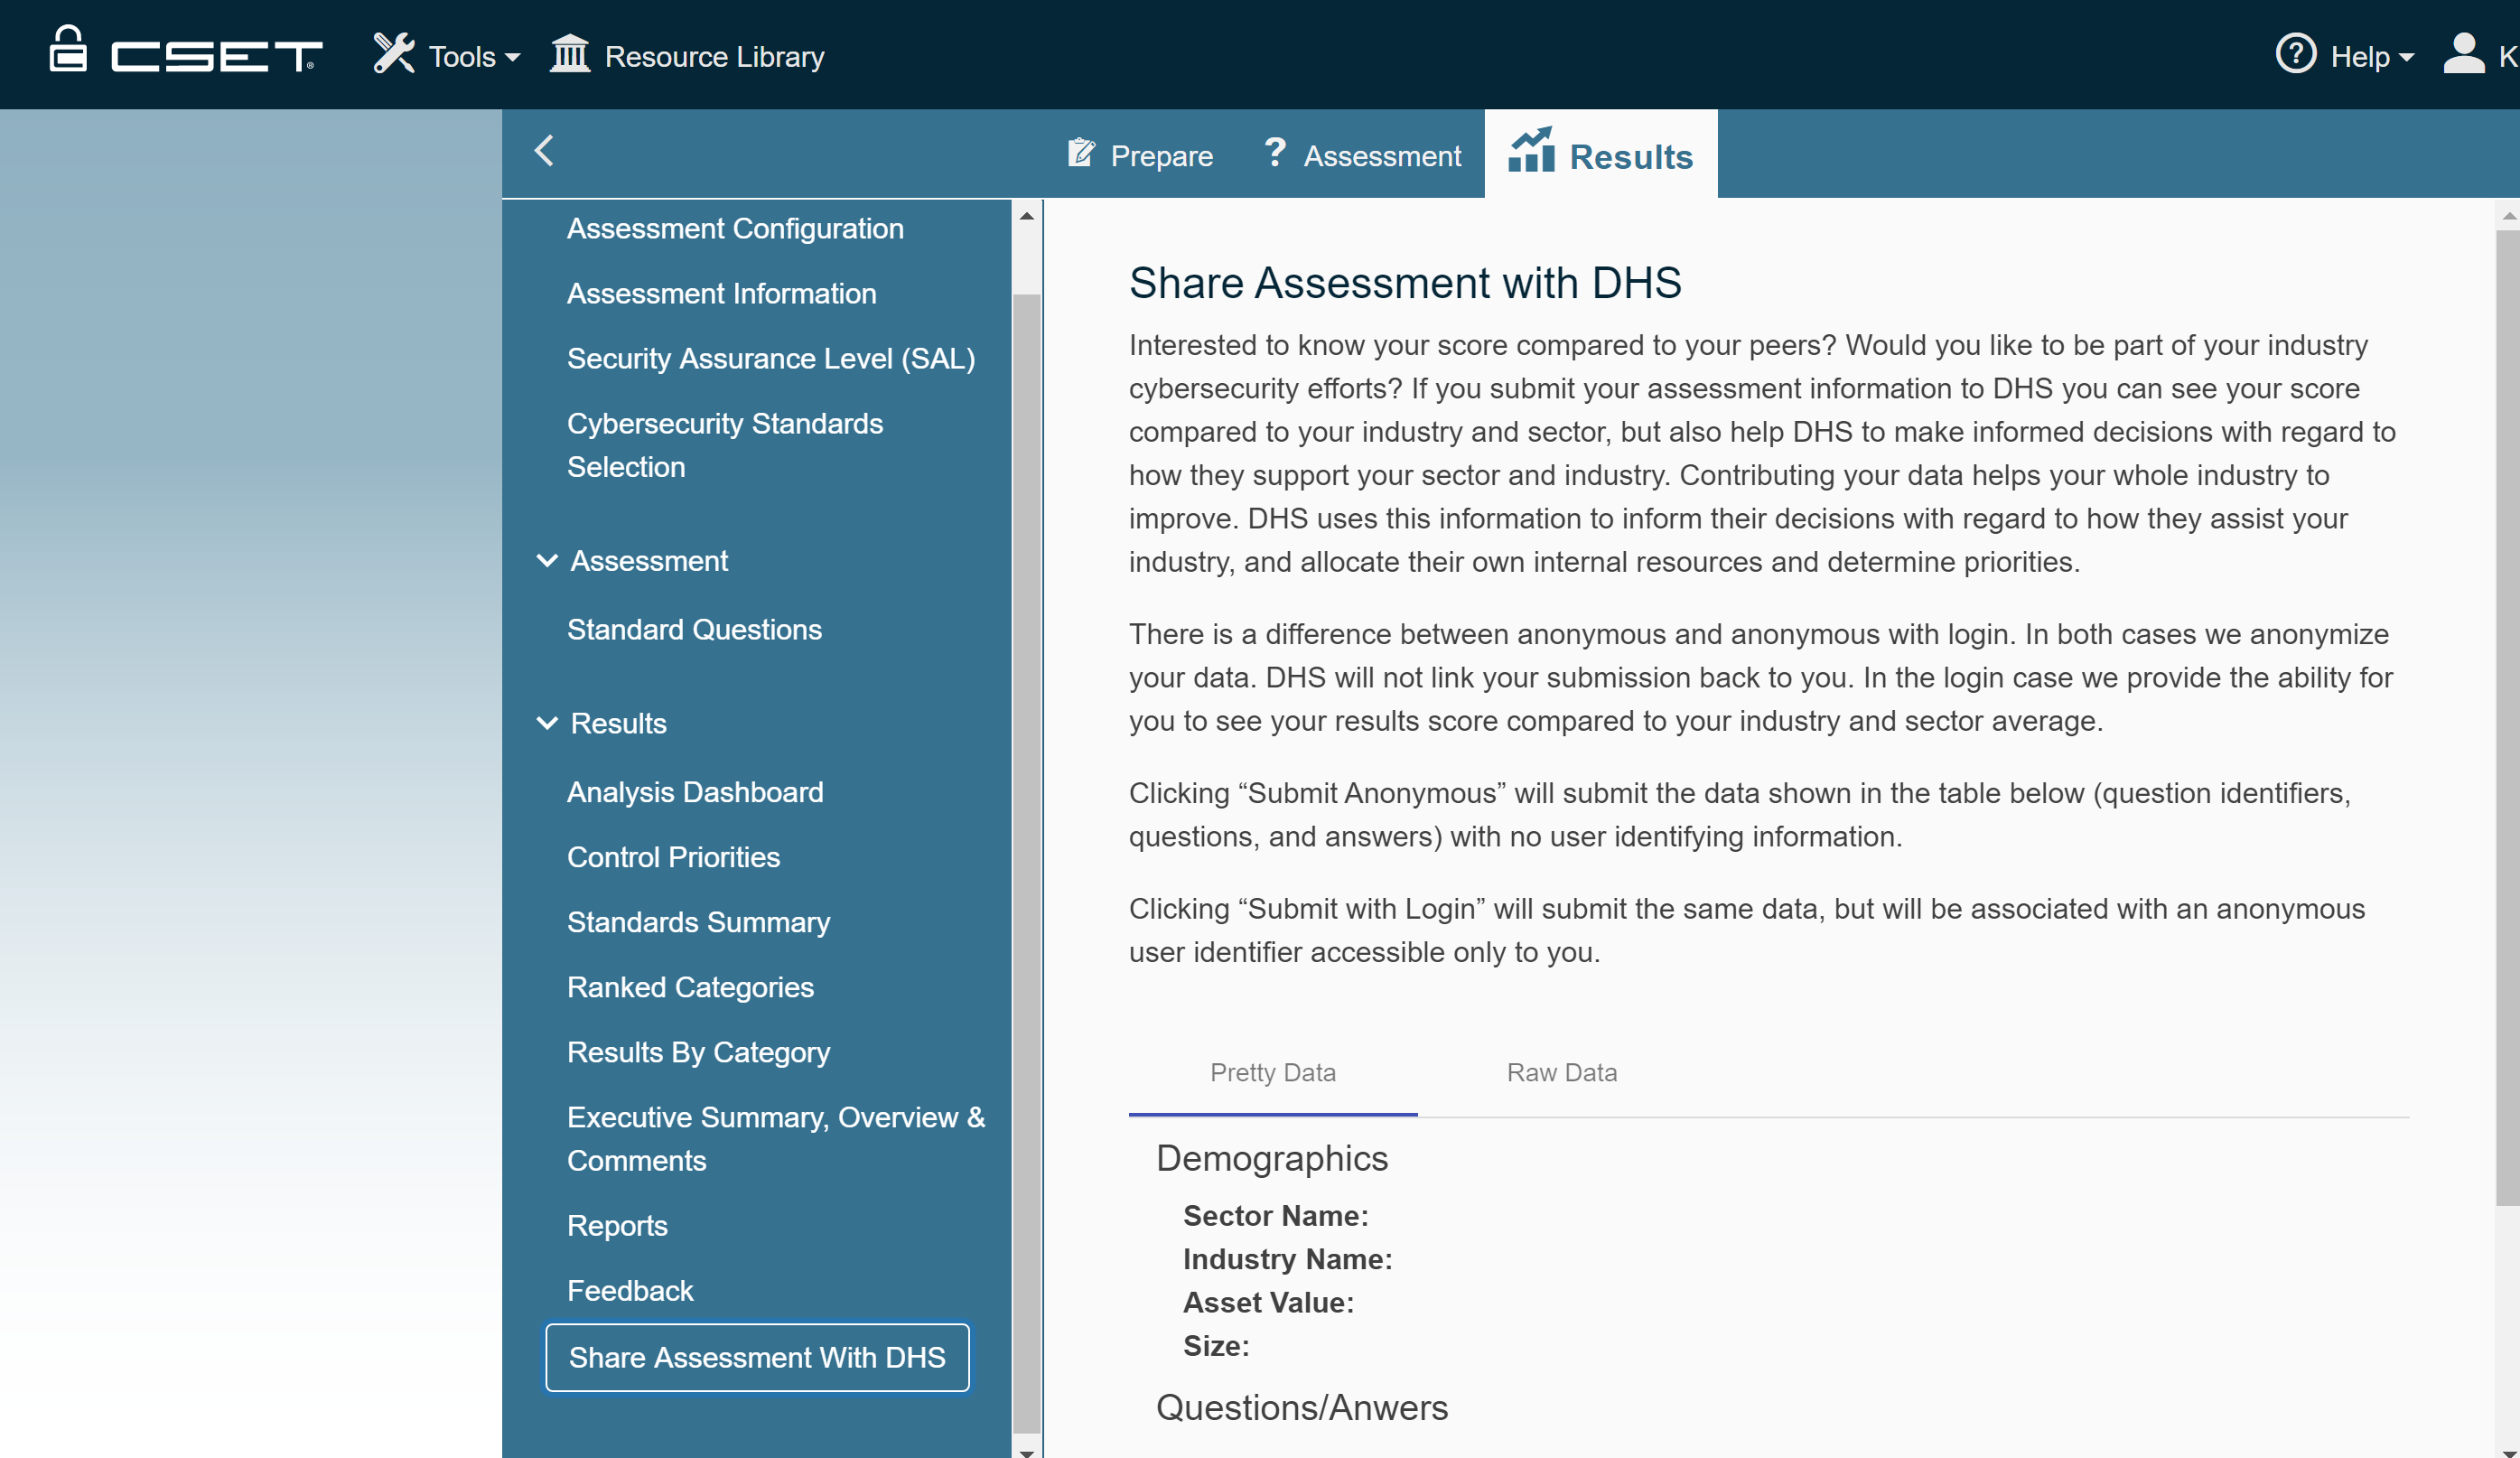 CSET®
Tools
Resource Library
Help
K
Prepare
? Assessment
Results
Assessment Configuration
Assessment Information
Security Assurance Level (SAL)
Cybersecurity Standards
Selection
Assessment
Standard Questions
Results
Analysis Dashboard
Control Priorities
Standards Summary
Ranked Categories
Results By Category
Executive Summary, Overview &
Comments
Reports
Feedback
Share Assessment With DHS
Share Assessment with DHS
Interested to know your score compared to your peers? Would you like to be part of your industry
cybersecurity efforts? If you submit your assessment information to DHS you can see your score
compared to your industry and sector, but also help DHS to make informed decisions with regard to
how they support your sector and industry. Contributing your data helps your whole industry to
improve. DHS uses this information to inform their decisions with regard to how they assist your
industry, and allocate their own internal resources and determine priorities.
There is a difference between anonymous and anonymous with login. In both cases we anonymize
your data. DHS will not link your submission back to you. In the login case we provide the ability for
you to see your results score compared to your industry and sector average.
Clicking “Submit Anonymous” will submit the data shown in the table below (question identifiers,
questions, and answers) with no user identifying information.
Clicking “Submit with Login” will submit the same data, but will be associated with an anonymous
user identifier accessible only to you.
Pretty Data
Raw Data
Demographics
Sector Name:
Industry Name:
Asset Value:
Size:
Questions/Anwers